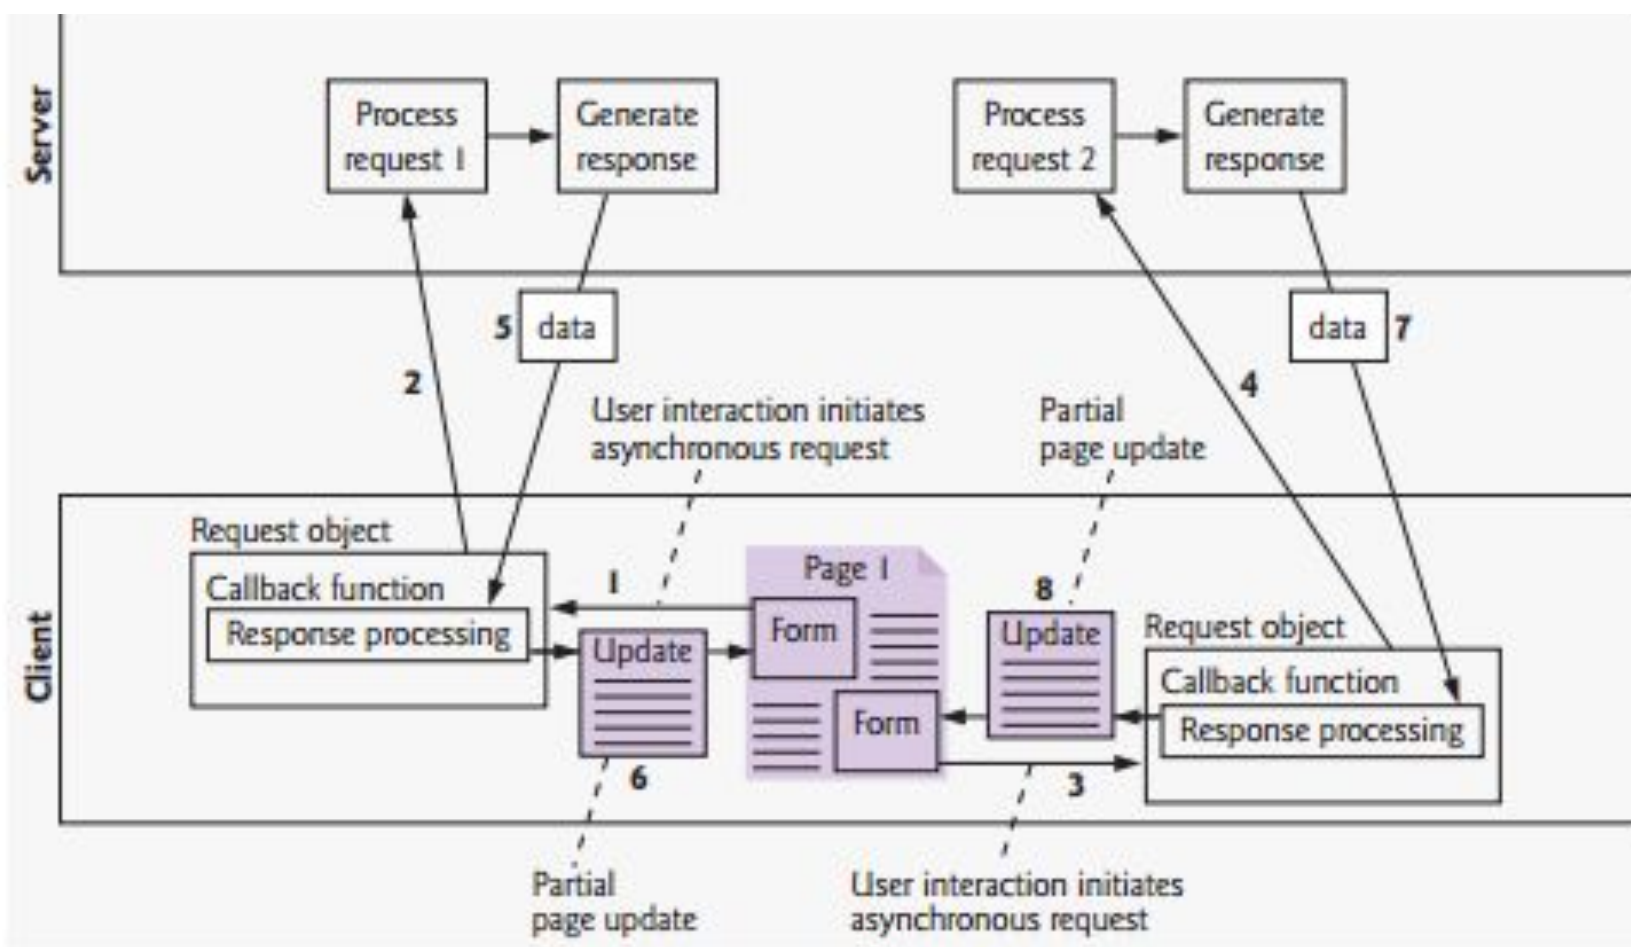 Server
Process
request 1
Generate
response
Process
request 2
Generate
response
5
data
data
7
2
4
User interaction initiates
asynchronous request
Partial
page update
Client
Request object
Callback function
Response processing
1
Update
6
Page 1
Form
Form
8
Update
3
Request object
Callback function
Response processing
Partial
page update
User interaction initiates
asynchronous request